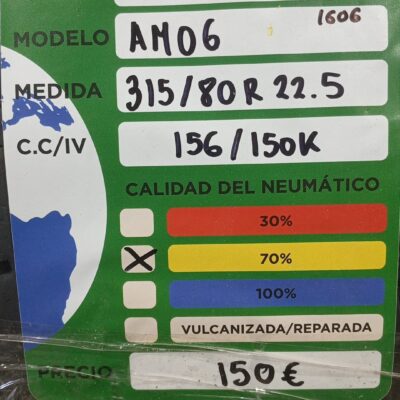 MODELO AM06 1606
MEDIDA 315/80R 22.5
C.C/IV 156/150K
CALIDAD DEL NEUMÁTICO
30%
70%
100%
VULCANIZADA/REPARADA
PRECIO 150€